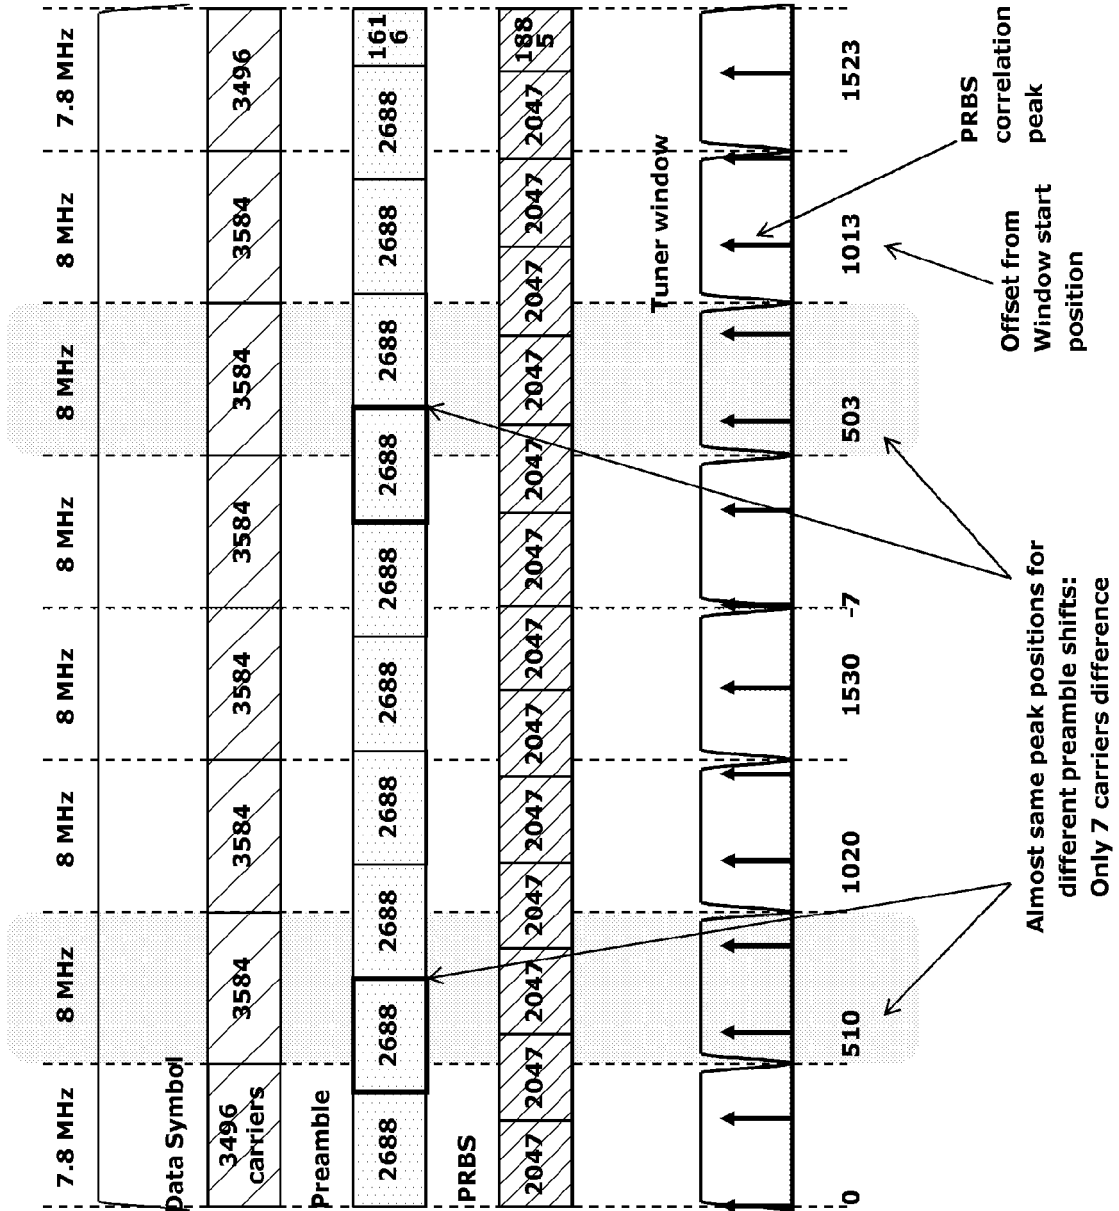 7.8 MHz 8 MHz 8 MHz 8 MHz 8 MHz 8 MHz 8 MHz 7.8 MHz
Data Symbol
3496 3584 3584 3584 3584 3584 3584 3496
carriers
Preamble
2688 2688 2688 2688 2688 2688 2688 2688 2688 2688 161
6
PRBS
2047 2047 2047 2047 2047 2047 2047 2047 2047 2047 2047 2047 2047 188
5
Tuner window
0 510 1020 1530 -7 503 1013 1523
Almost same peak positions for
different preamble shifts:
Only 7 carriers difference
Offset from
Window start
position
PRBS
correlation
peak